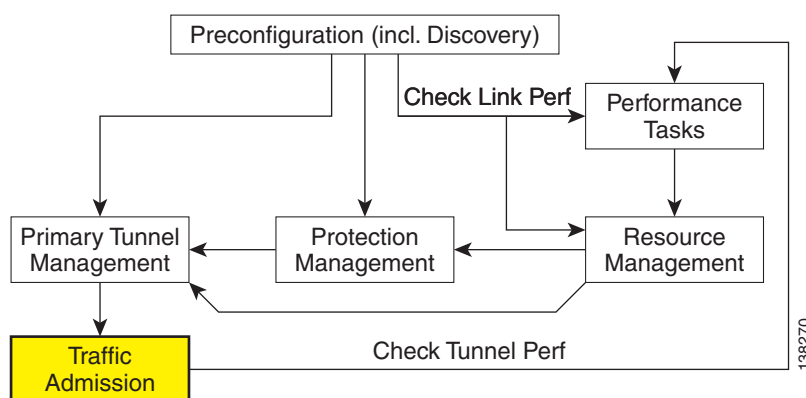 Preconfiguration (incl. Discovery)
Check Link Perf
Performance
Tasks
Primary Tunnel
Management
Protection
Management
Resource
Management
Traffic
Admission
Check Tunnel Perf
138270